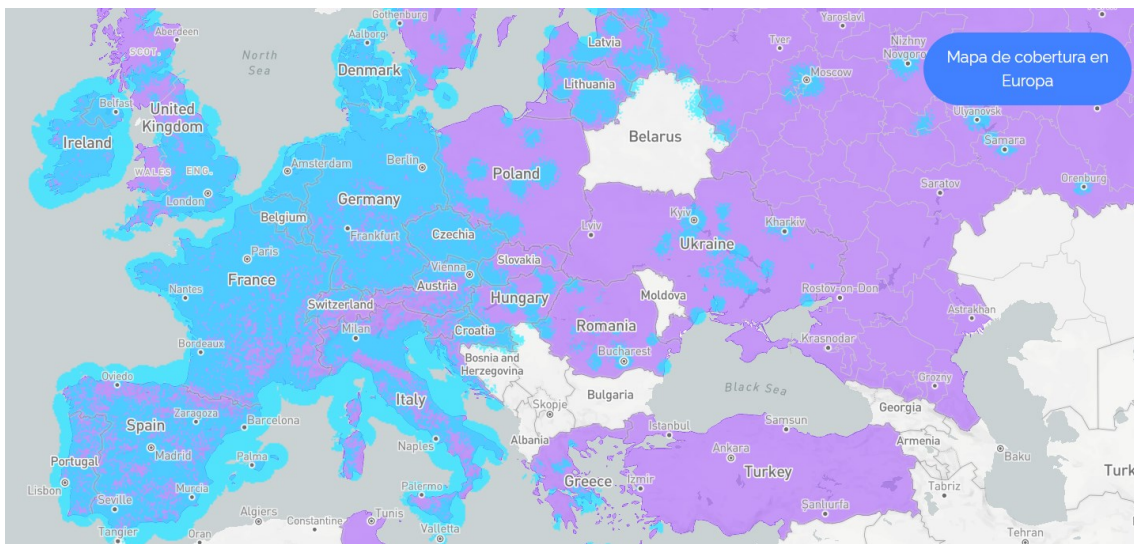 Mapa de cobertura en
Europa
Gothenburg
Yaroslavl
Aberdeen
Aalborg
Tver
Nizhny
Novgoro
SCOT.
North
Sea
Latvia
Denmark
Moscow
Lithuania
Belfast
United
Kingdom
Ulyanovsk
Ireland
Belarus
Samara
Amsterdam
Berlin
WALES
ENG.
Poland
Orenburg
London
Germany
Saratov
Belgium
Kyiv
Kharkiv
Lviv
Frankfurt
Czechia
Ukraine
Paris
Slovakia
France
Vienna
Austria
Nantes
Hungary
Moldova
Switzerland
Rostov-on-Don
Astrakhan
Milan
Croatia
Romania
Krasnodar
Bordeaux
Bucharest
Bosnia and
Herzegovina
Oviedo
Grozny
Black Sea
Italy
Bulgaria
Zaragoza
Barcelona
Skopje
Georgia
Spain
Istanbul
Samsun
Naples
Albania
Armenia
Madrid
Ankara
Baku
Portugal
Palma
Turkey
Turk
Lisbon
Greece
Izmir
Murcia
Palermo
Tabriz
Seville
Şanlıurfa
Algiers
Tunis
Constantine
Tangier
Oran
Valletta
Tehran